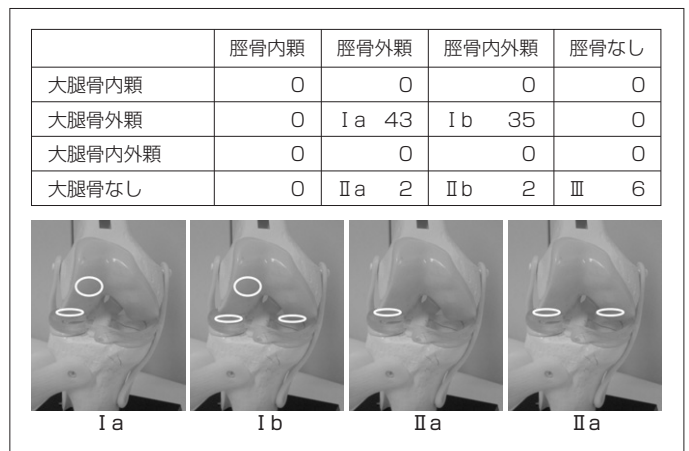 脛骨内顆 脛骨外顆 脛骨内外顆 脛骨なし
大腿骨内顆 0 0 0 0
大腿骨外顆 0 Ⅰa 43 Ⅰb 35 0
大腿骨内外顆 0 0 0 0
大腿骨なし 0 Ⅱa 2 Ⅱb 2 Ⅲ 6
Ⅰa Ⅰb Ⅱa Ⅱa